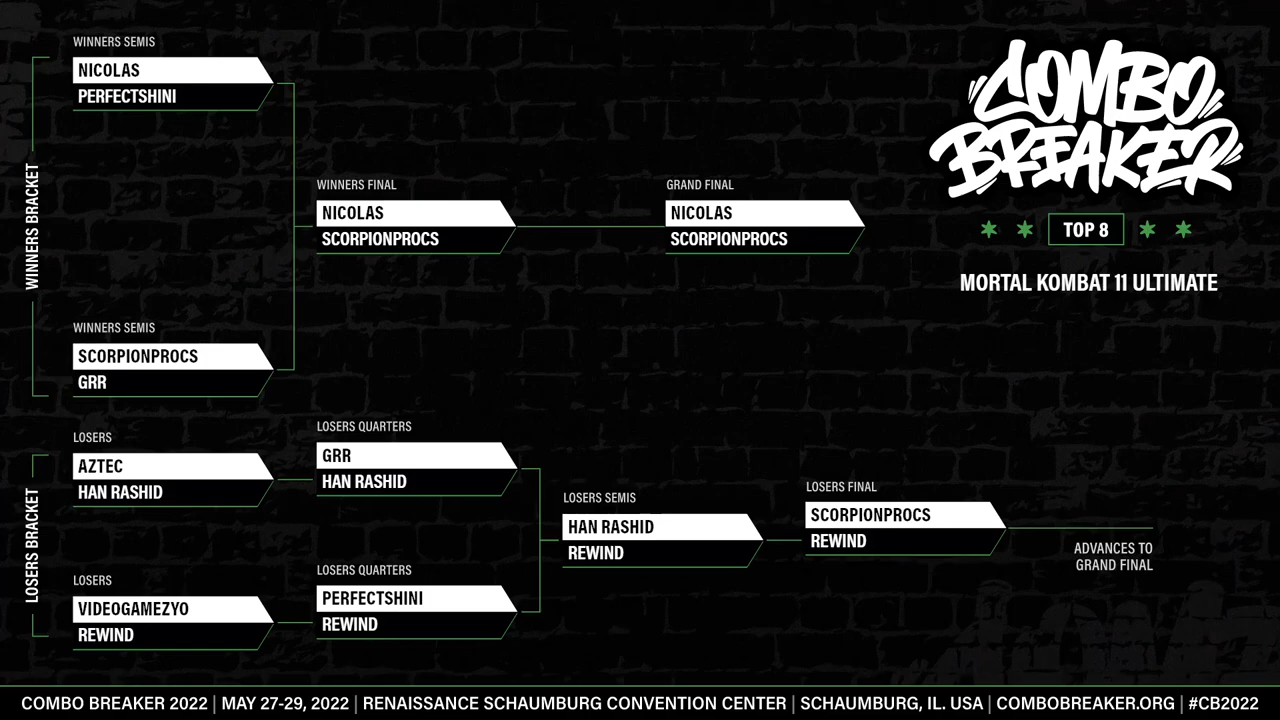 WINNERS SEMIS
NICOLAS
PERFECTSHINI
WINNERS BRACKET
WINNERS FINAL
NICOLAS
SCORPIONPROCS
GRAND FINAL
NICOLAS
SCORPIONPROCS
WINNERS SEMIS
SCORPIONPROCS
GRR
COMBO
BREAKER
TOP 8
MORTAL KOMBAT 11 ULTIMATE
LOSERS BRACKET
LOSERS
AZTEC
HAN RASHID
LOSERS QUARTERS
GRR
HAN RASHID
LOSERS
VIDEOGAMEZYO
REWIND
LOSERS QUARTERS
PERFECTSHINI
REWIND
LOSERS SEMIS
HAN RASHID
REWIND
LOSERS FINAL
SCORPIONPROCS
REWIND
ADVANCES TO
GRAND FINAL
COMBO BREAKER 2022 | MAY 27-29, 2022 | RENAISSANCE SCHAUMBURG CONVENTION CENTER | SCHAUMBURG, IL. USA | COMBOBREAKER.ORG | #CB2022